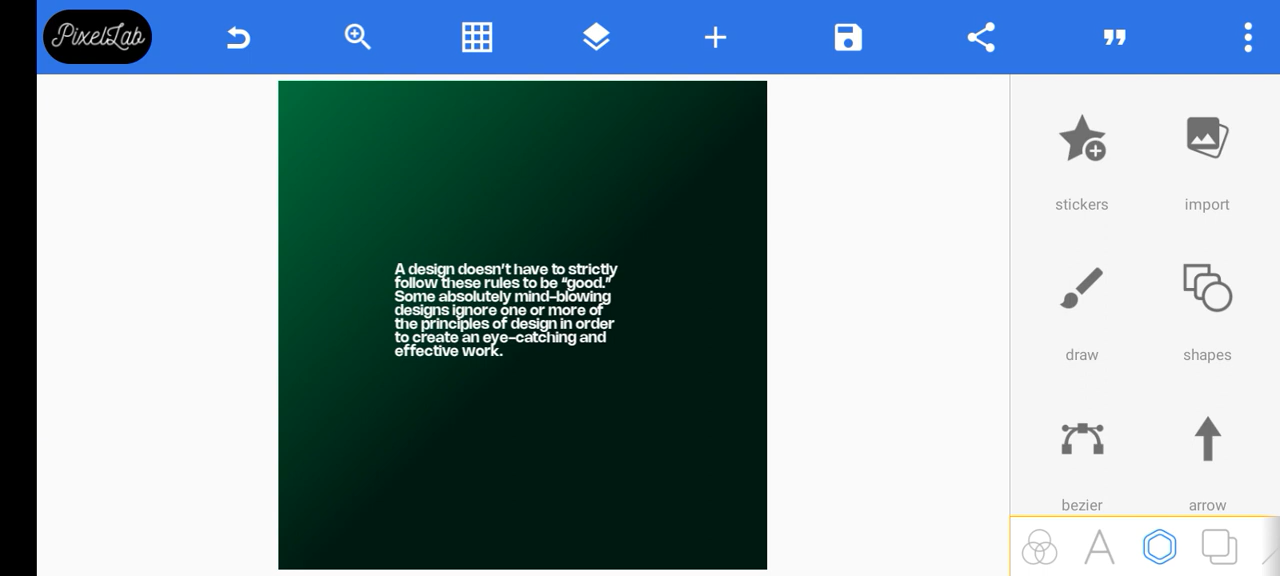 PixelLab
stickers
import
A design doesn’t have to strictly
follow these rules to be “good.”
Some absolutely mind-blowing
designs ignore one or more of
the principles of design in order
to create an eye-catching and
effective work.
draw
shapes
bezier
arrow